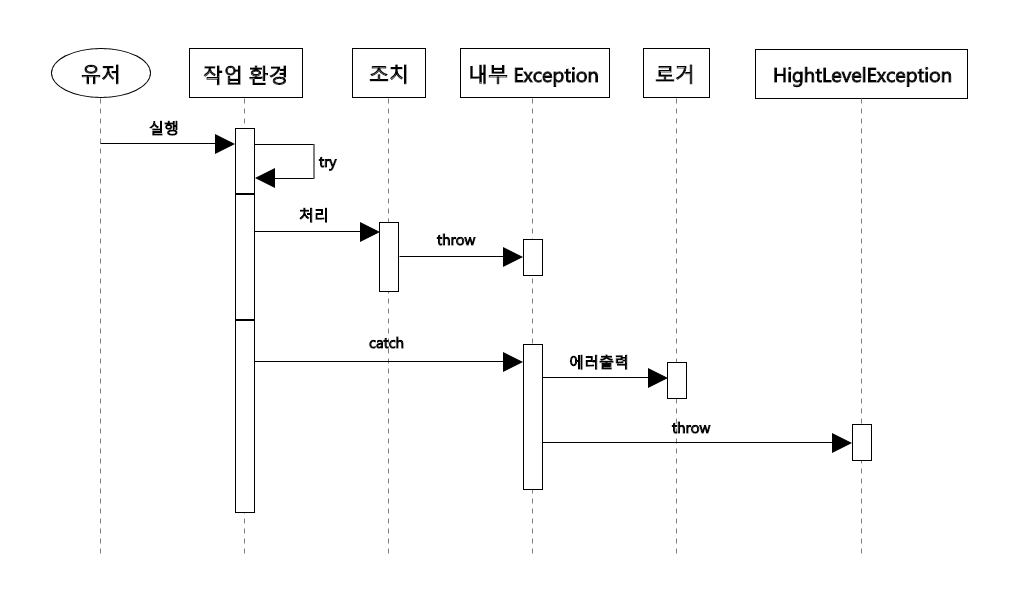 유저
작업 환경
조치
내부 Exception
로거
HightLevelException
실행
try
처리
throw
catch
에러출력
throw